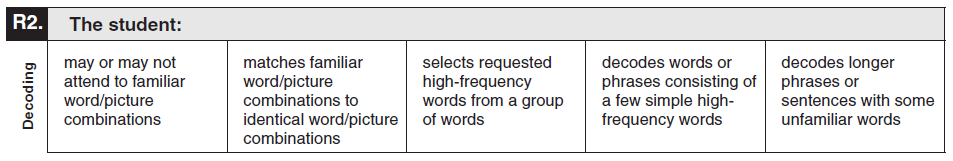 R2. The student:
Decoding
may or may not
attend to familiar
word/picture
combinations
matches familiar
word/picture
combinations to
identical word/picture
combinations
selects requested
high-frequency
words from a group
of words
decodes words or
phrases consisting of
a few simple high-
frequency words
decodes longer
phrases or
sentences with some
unfamiliar words